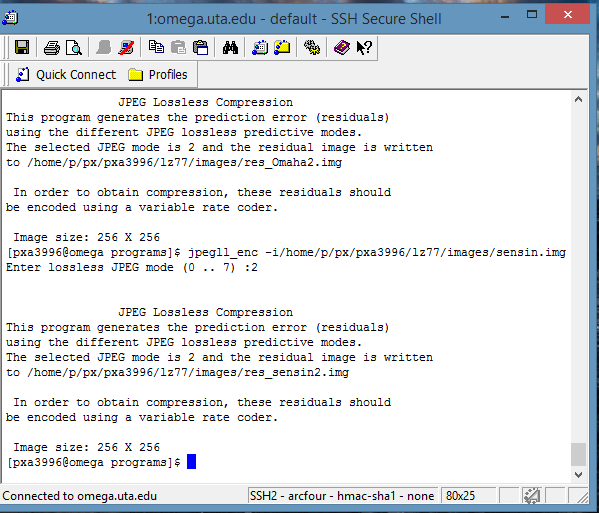 1:omega.uta.edu - default - SSH Secure Shell
Quick Connect Profiles
JPEG Lossless Compression
This program generates the prediction error (residuals)
using the different JPEG lossless predictive modes.
The selected JPEG mode is 2 and the residual image is written
to /home/p/px/pxa3996/lz77/images/res_Omaha2.img
In order to obtain compression, these residuals should
be encoded using a variable rate coder.
Image size: 256 X 256
[pxa3996@omega programs]$ jpegll_enc -i/home/p/px/pxa3996/lz77/images/sensin.img
Enter lossless JPEG mode (0 .. 7) :2
JPEG Lossless Compression
This program generates the prediction error (residuals)
using the different JPEG lossless predictive modes.
The selected JPEG mode is 2 and the residual image is written
to /home/p/px/pxa3996/lz77/images/res_sensin2.img
In order to obtain compression, these residuals should
be encoded using a variable rate coder.
Image size: 256 X 256
[pxa3996@omega programs]$
Connected to omega.uta.edu SSH2 - arcfour - hmac-sha1 - none 80x25